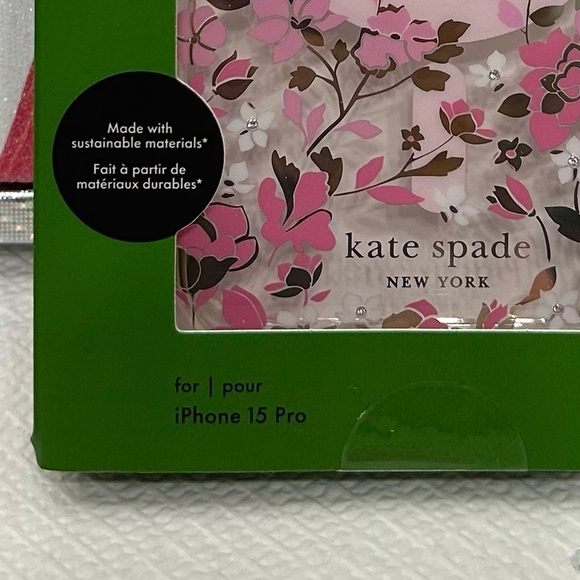 Made with
sustainable materials*
Fait à partir de
matériaux durables*
kate spade
NEW YORK
for | pour
iPhone 15 Pro